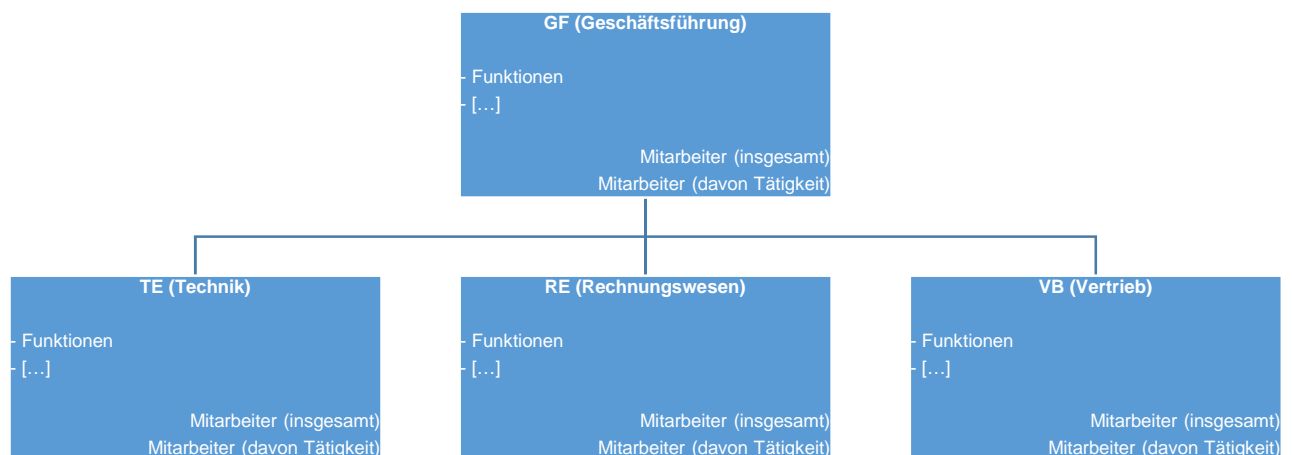 GF (Geschäftsführung)
- Funktionen
- […]
Mitarbeiter (insgesamt)
Mitarbeiter (davon Tätigkeit)
TE (Technik)
- Funktionen
- […]
Mitarbeiter (insgesamt)
Mitarbeiter (davon Tätigkeit)
RE (Rechnungswesen)
- Funktionen
- […]
Mitarbeiter (insgesamt)
Mitarbeiter (davon Tätigkeit)
VB (Vertrieb)
- Funktionen
- […]
Mitarbeiter (insgesamt)
Mitarbeiter (davon Tätigkeit)